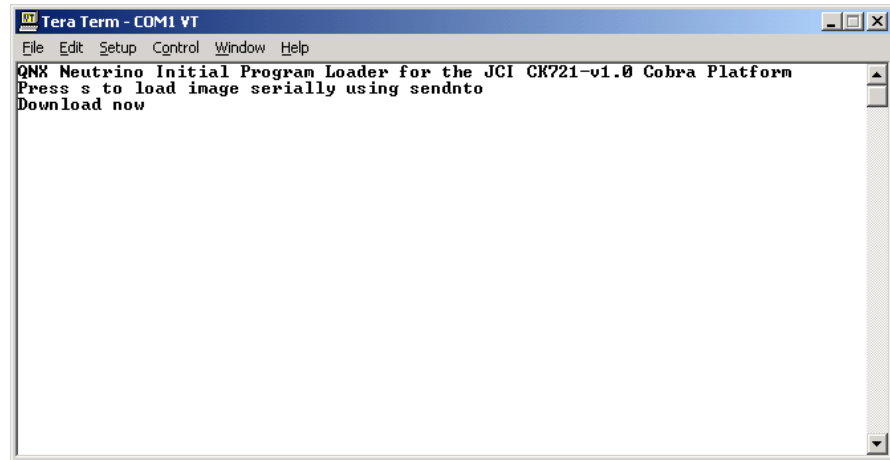 Tera Term - COM1 VT
File Edit Setup Control Window Help
QNX Neutrino Initial Program Loader for the JCI CK721-v1.0 Cobra Platform
Press s to load image serially using sendnto
Download now